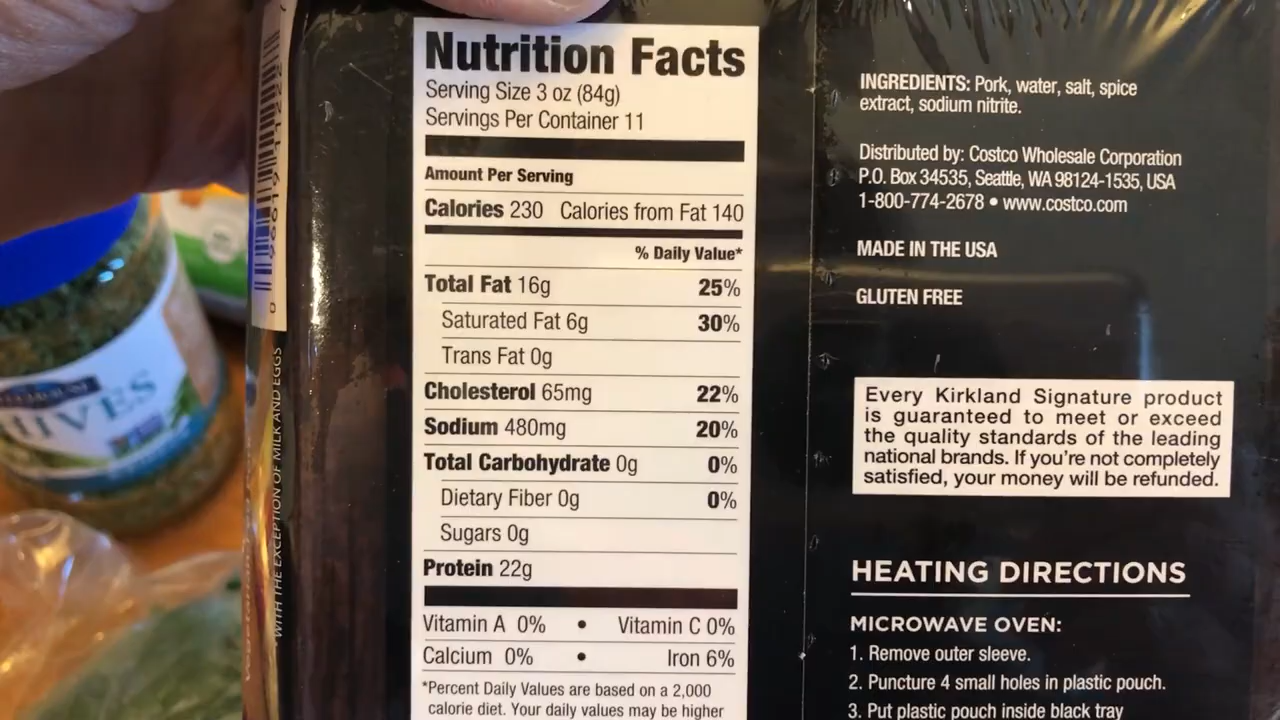 Nutrition Facts
Serving Size 3 oz (84g)
Servings Per Container 11
Amount Per Serving
Calories 230 Calories from Fat 140
% Daily Value*
Total Fat 16g 25%
Saturated Fat 6g 30%
Trans Fat 0g
Cholesterol 65mg 22%
Sodium 480mg 20%
Total Carbohydrate 0g 0%
Dietary Fiber 0g 0%
Sugars 0g
Protein 22g
Vitamin A 0% • Vitamin C 0%
Calcium 0% • Iron 6%
*Percent Daily Values are based on a 2,000
calorie diet. Your daily values may be higher
INGREDIENTS: Pork, water, salt, spice
extract, sodium nitrite.
Distributed by: Costco Wholesale Corporation
P.O. Box 34535, Seattle, WA 98124-1535, USA
1-800-774-2678 • www.costco.com
MADE IN THE USA
GLUTEN FREE
Every Kirkland Signature product
is guaranteed to meet or exceed
the quality standards of the leading
national brands. If you're not completely
satisfied, your money will be refunded.
HEATING DIRECTIONS
MICROWAVE OVEN:
1. Remove outer sleeve.
2. Puncture 4 small holes in plastic pouch.
3. Put plastic pouch inside black tray
WITH THE EXCEPTION OF MILK AND EGGS
HIVES